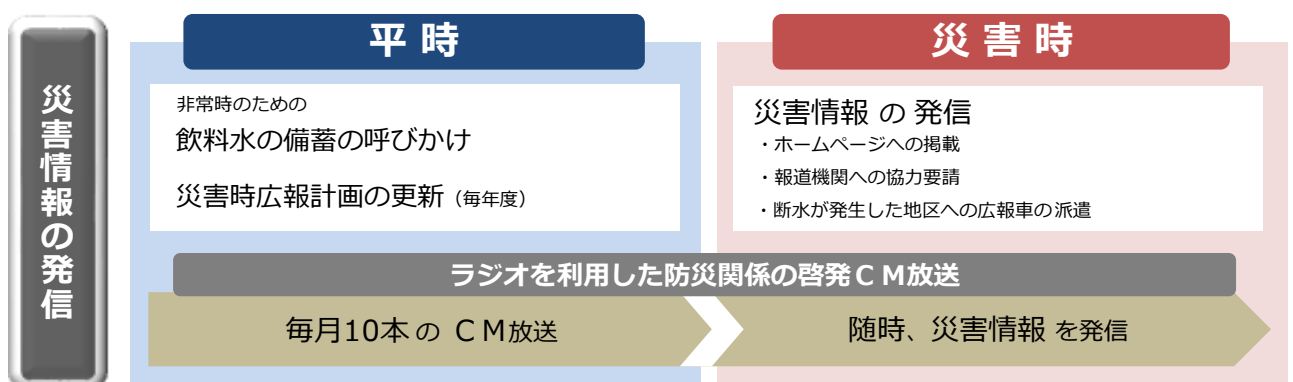 災害情報の発信
平 時
非常時のための
飲料水の備蓄の呼びかけ
災害時広報計画の更新（毎年度）
災 害 時
災害情報 の 発信
・ホームページへの掲載
・報道機関への協力要請
・断水が発生した地区への広報車の派遣
ラジオを利用した防災関係の啓発ＣＭ放送
毎月10本 の ＣＭ放送
随時、災害情報 を発信